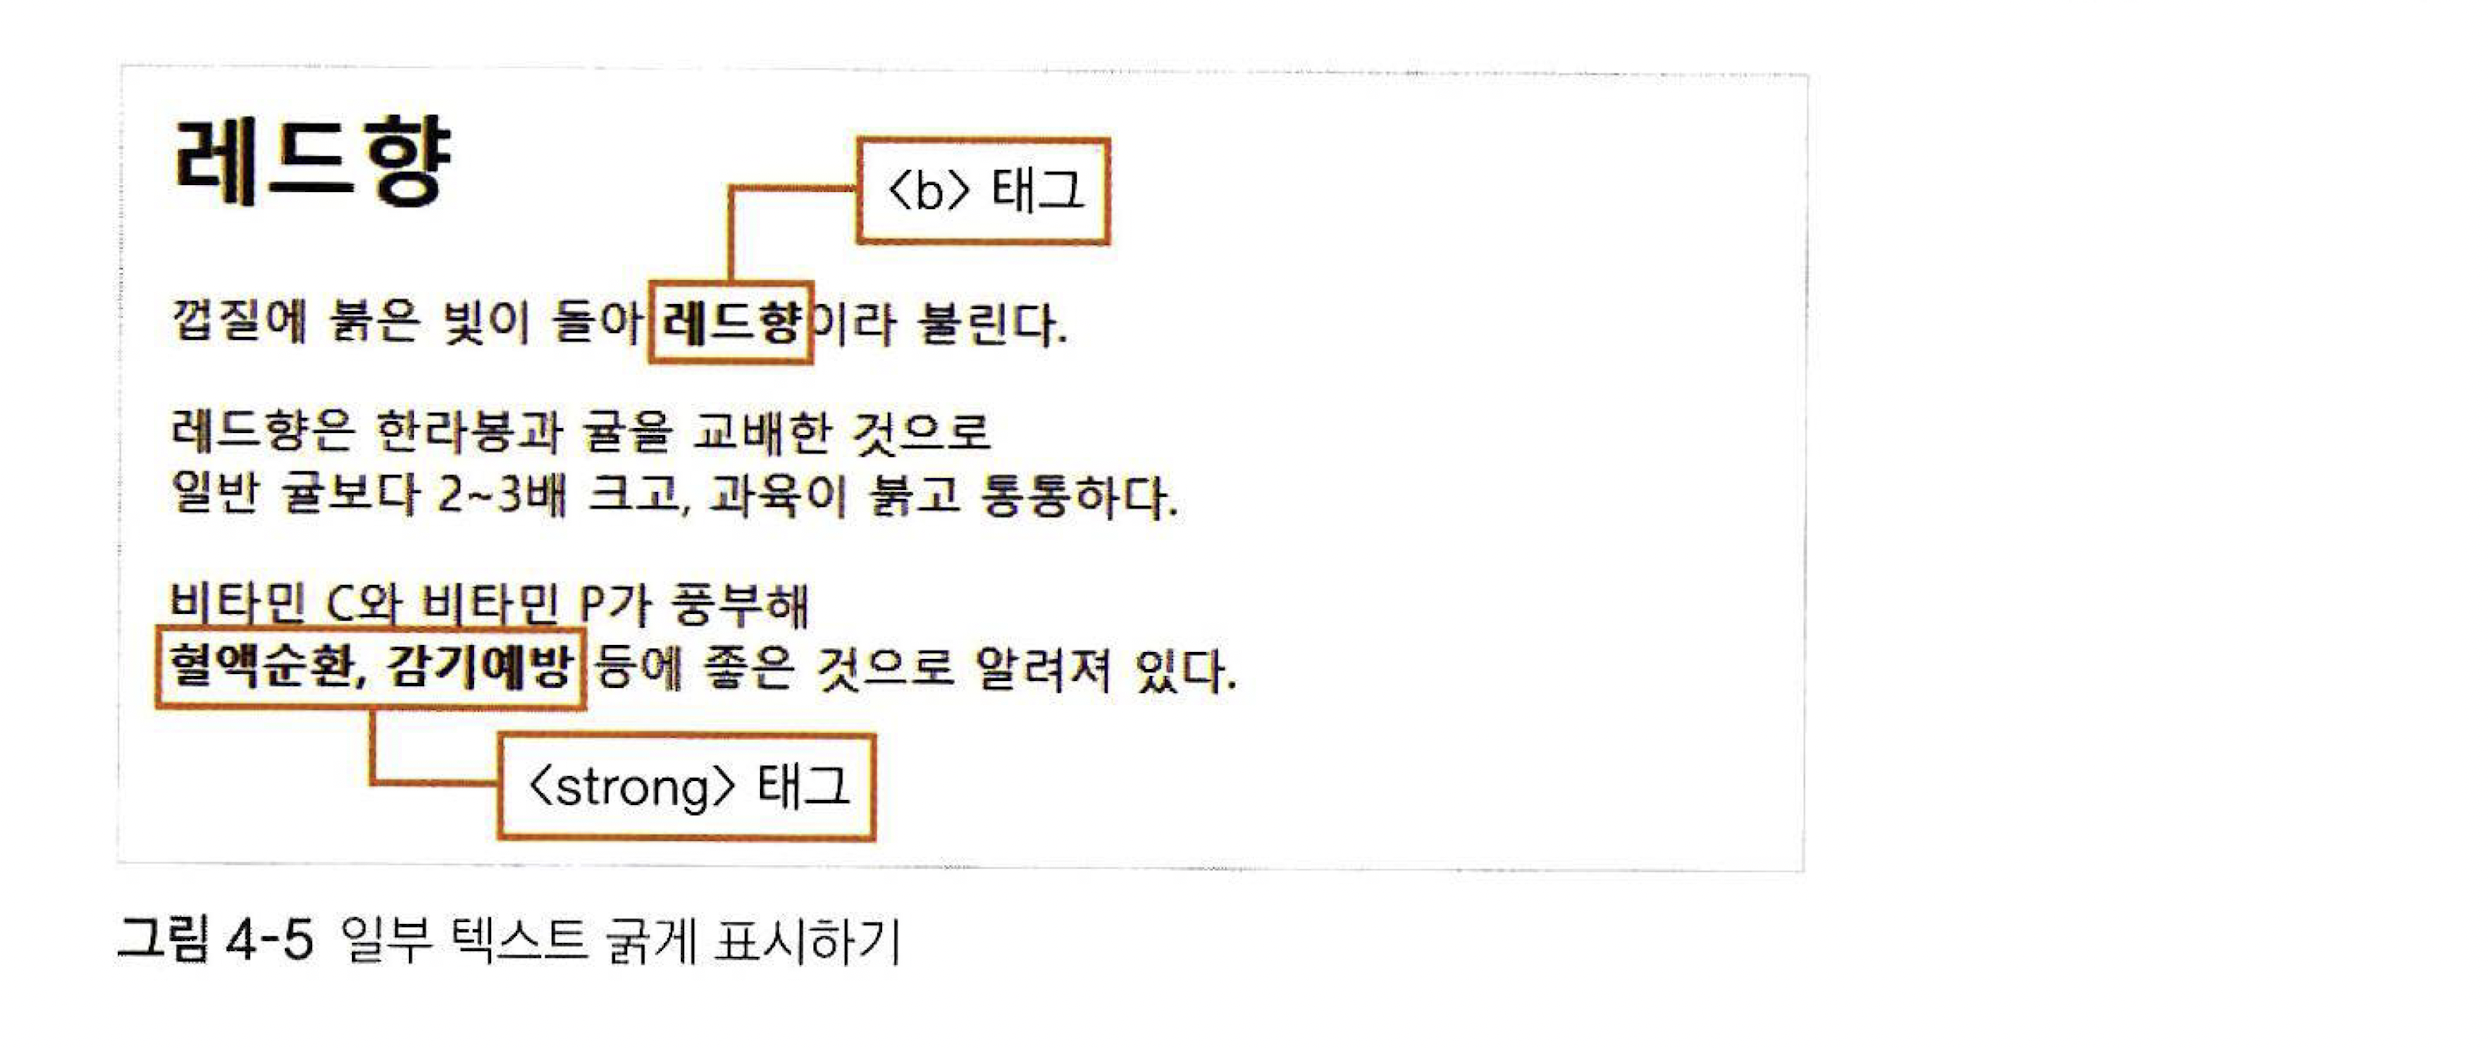 레드향
<b> 태그
껍질에 붉은 빛이 돌아 레드향이라 불린다.
레드향은 한라봉과 귤을 교배한 것으로
일반 귤보다 2~3배 크고, 과육이 붉고 통통하다.
비타민 C와 비타민 P가 풍부해
혈액순환, 감기예방 등에 좋은 것으로 알려져 있다.
<strong> 태그
그림 4-5 일부 텍스트 굵게 표시하기